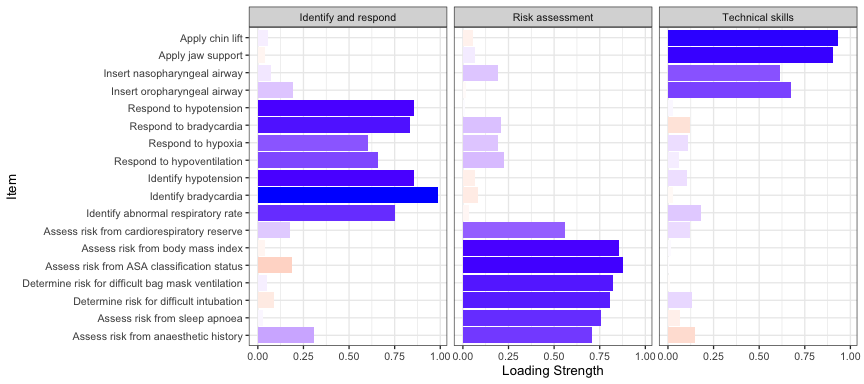 Identify and respond
Risk assessment
Technical skills
Item
Apply chin lift
Apply jaw support
Insert nasopharyngeal airway
Insert oropharyngeal airway
Respond to hypotension
Respond to bradycardia
Respond to hypoxia
Respond to hypoventilation
Identify hypotension
Identify bradycardia
Identify abnormal respiratory rate
Assess risk from cardiorespiratory reserve
Assess risk from body mass index
Assess risk from ASA classification status
Determine risk for difficult bag mask ventilation
Determine risk for difficult intubation
Assess risk from sleep apnoea
Assess risk from anaesthetic history
0.00 0.25 0.50 0.75 1.00 0.00 0.25 0.50 0.75 1.00 0.00 0.25 0.50 0.75 1.00
Loading Strength